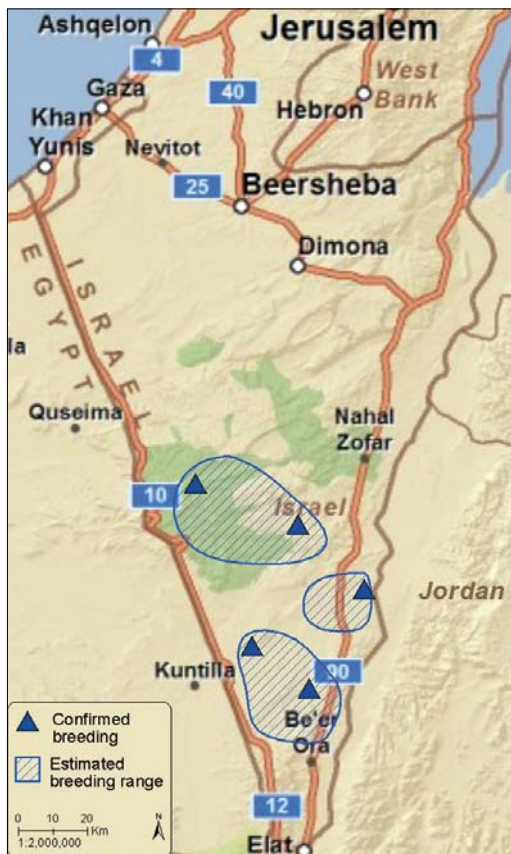 Ashqelon
Jerusalem
4
West
Bank
40
Gaza
Hebron
Khan
Yunis
Nevitot
25
Beersheba
Dimona
ISRAEL
EGYPT
la
Quseima
Nahal
Zofar
10
Israel
Jordan
Kuntilla
90
Be'er
Ora
12
Elat
Confirmed
breeding
Estimated
breeding range
0 10 20
Km
1:2,000,000
N